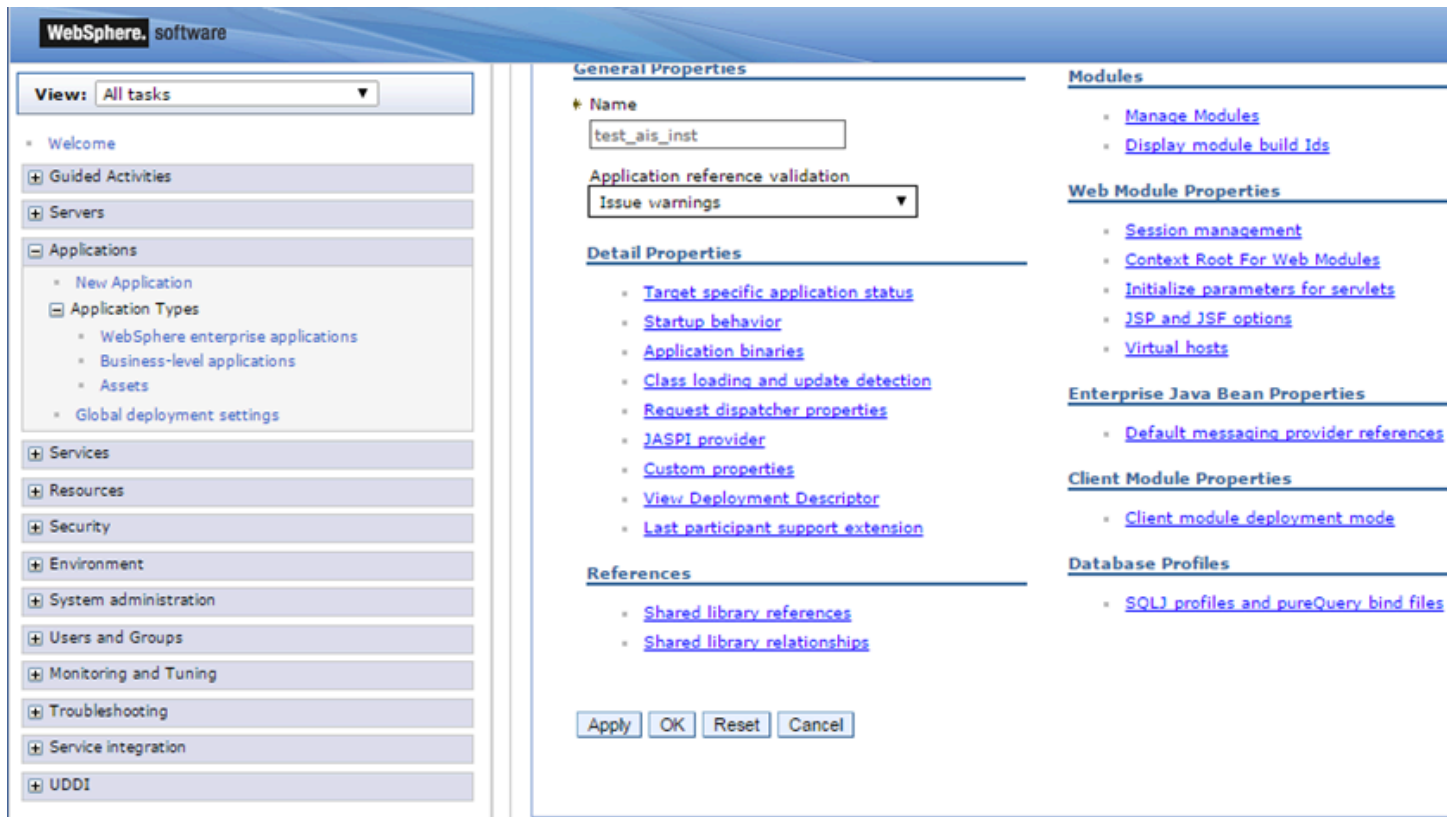 WebSphere. software
View: All tasks
Welcome
Guided Activities
Servers
Applications
New Application
Application Types
WebSphere enterprise applications
Business-level applications
Assets
Global deployment settings
Services
Resources
Security
Environment
System administration
Users and Groups
Monitoring and Tuning
Troubleshooting
Service integration
UDDI
General Properties
Name
test_ais_inst
Application reference validation
Issue warnings
Detail Properties
Target specific application status
Startup behavior
Application binaries
Class loading and update detection
Request dispatcher properties
JASPI provider
Custom properties
View Deployment Descriptor
Last participant support extension
References
Shared library references
Shared library relationships
Apply OK Reset Cancel
Modules
Manage Modules
Display module build Ids
Web Module Properties
Session management
Context Root For Web Modules
Initialize parameters for servlets
JSP and JSF options
Virtual hosts
Enterprise Java Bean Properties
Default messaging provider references
Client Module Properties
Client module deployment mode
Database Profiles
SQLJ profiles and pureQuery bind files